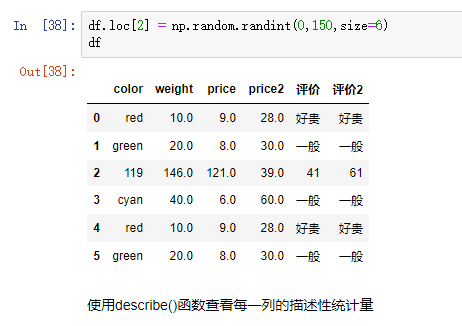 In [38]: df.loc[2] = np.random.randint(0,150,size=6)
df
Out[38]:
color weight price price2 评价 评价2
0 red 10.0 9.0 28.0 好贵 好贵
1 green 20.0 8.0 30.0 一般 一般
2 119 146.0 121.0 39.0 41 61
3 cyan 40.0 6.0 60.0 一般 一般
4 red 10.0 9.0 28.0 好贵 好贵
5 green 20.0 8.0 30.0 一般 一般
使用describe()函数查看每一列的描述性统计量